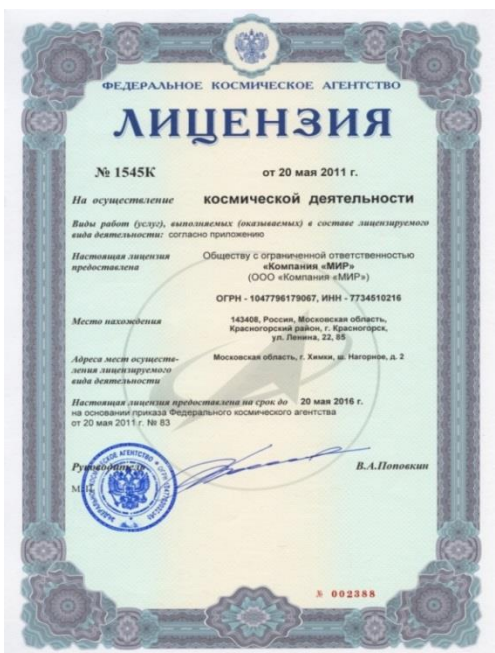 ФЕДЕРАЛЬНОЕ КОСМИЧЕСКОЕ АГЕНТСТВО
ЛИЦЕНЗИЯ
№ 1545К от 20 мая 2011 г.
На осуществление космической деятельности
Виды работ (услуг), выполняемых (оказываемых) в составе лицензируемого
вида деятельности: согласно приложению
Настоящая лицензия Обществу с ограниченной ответственностью
предоставлена «Компания «МИР»
(ООО «Компания «МИР»)
ОГРН - 1047796179067, ИНН - 7734510216
Место нахождения 143408, Россия, Московская область,
Красногорский район, г. Красногорск,
ул. Ленина, 22, 85
Адреса мест осуществе- Московская область, г. Химки, ш. Нагорное, д. 2
ления лицензируемого
вида деятельности
Настоящая лицензия предоставлена на срок до 20 мая 2016 г.
на основании приказа Федерального космического агентства
от 20 мая 2011 г. № 83
Руководитель В.А.Поповкин
М.П.
№ 002388